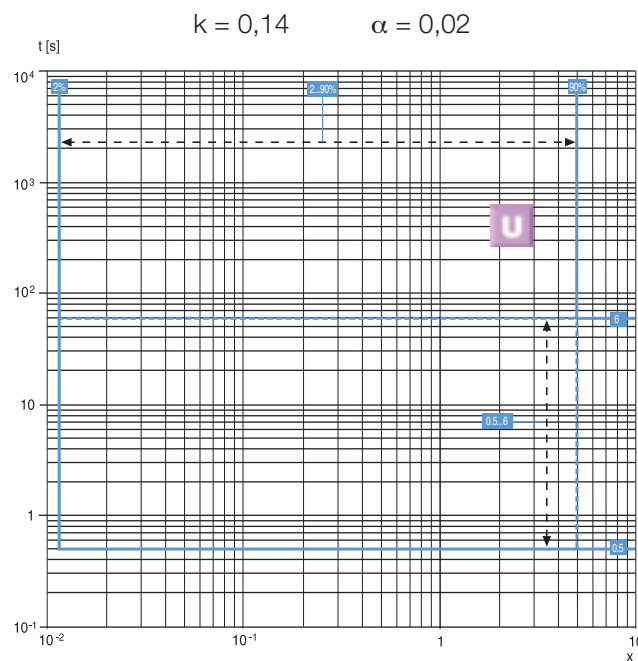 k = 0,14 α = 0,02
t [s]
10⁴
2% 2..90% 90%
10³
U
10²
6
10
0.5..6
1
0.5
10⁻¹
10⁻² 10⁻¹ 1 10
x